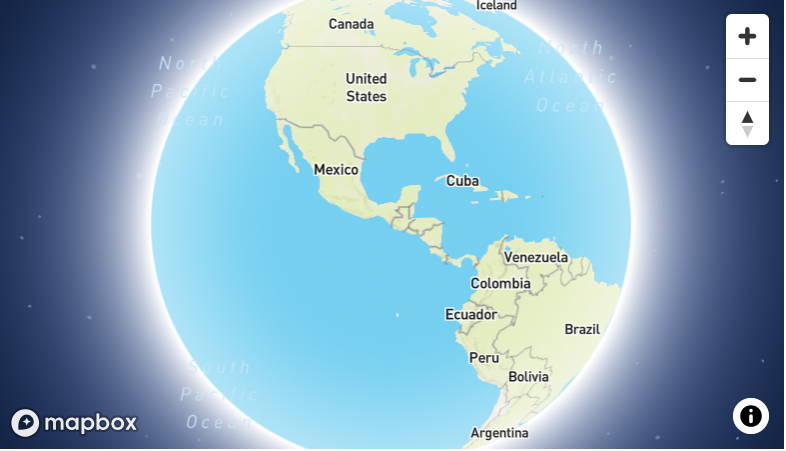 Iceland
Canada
North
Pacific
Ocean
North
Atlantic
Ocean
United
States
Mexico
Cuba
Venezuela
Colombia
Ecuador
Brazil
Peru
Bolivia
South
Pacific
Ocean
mapbox
Argentina